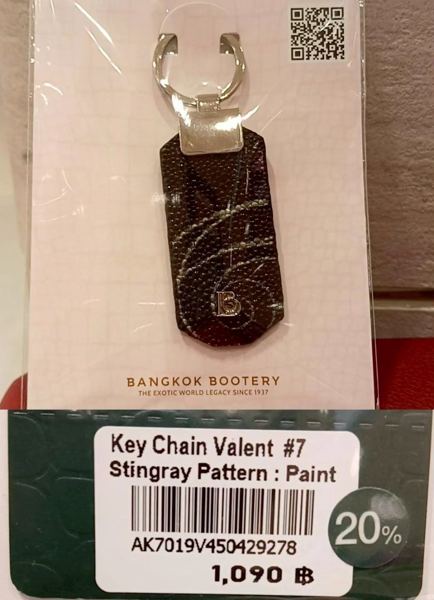 B
BANGKOK BOOTERY
THE EXOTIC WORLD LEGACY SINCE 1937
Key Chain Valent #7
Stingray Pattern : Paint
AK7019V450429278
1,090 ฿
20%